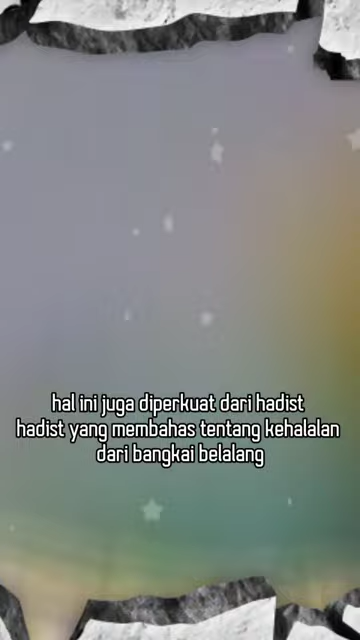 hal ini juga diperkuat dari hadist
hadist yang membahas tentang kehalalan
dari bangkai belalang